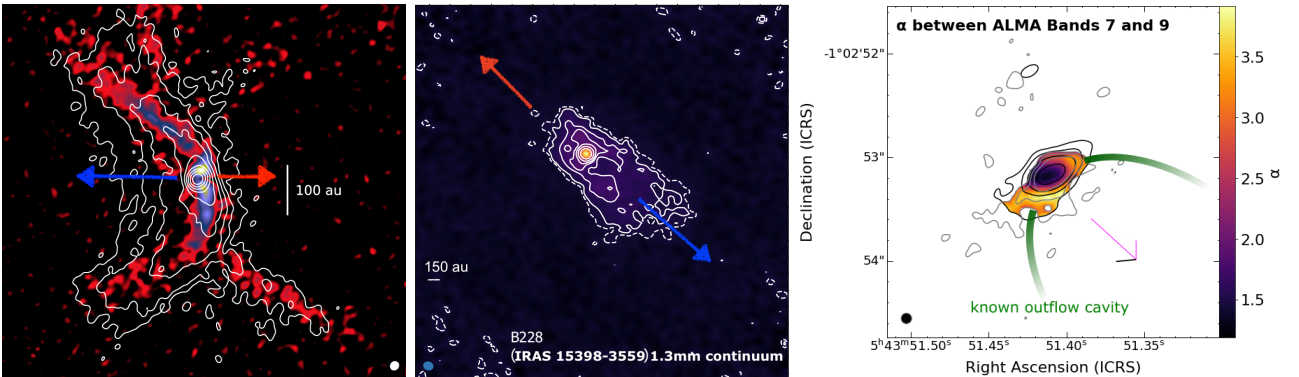 100 au
150 au
B228
(IRAS 15398-3559)1.3mm continuum
α between ALMA Bands 7 and 9
-1°02'52"
53"
54"
Declination (ICRS)
known outflow cavity
5ʰ43ᵐ51.50ˢ 51.45ˢ 51.40ˢ 51.35ˢ
Right Ascension (ICRS)
3.5
3.0
2.5
2.0
1.5
α